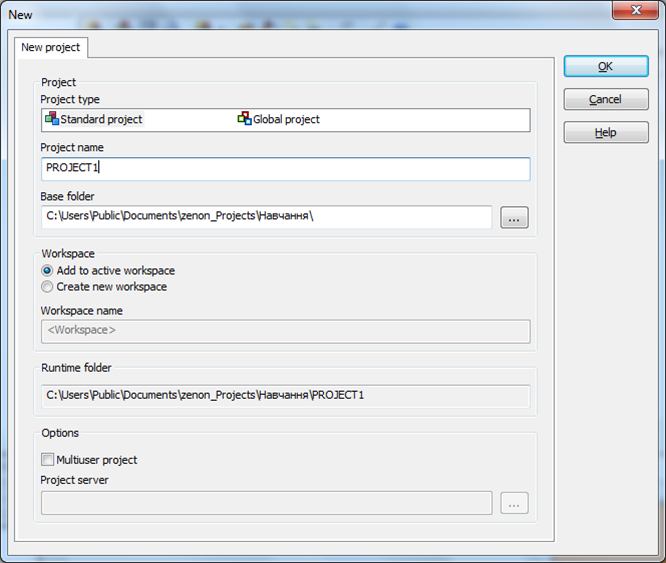 New
New project
Project
Project type
Standard project Global project
Project name
PROJECT1
Base folder
C:\Users\Public\Documents\zenon_Projects\Навчання\
...
Workspace
Add to active workspace
Create new workspace
Workspace name
<Workspace>
Runtime folder
C:\Users\Public\Documents\zenon_Projects\Навчання\PROJECT1
Options
Multiuser project
Project server
...
OK
Cancel
Help